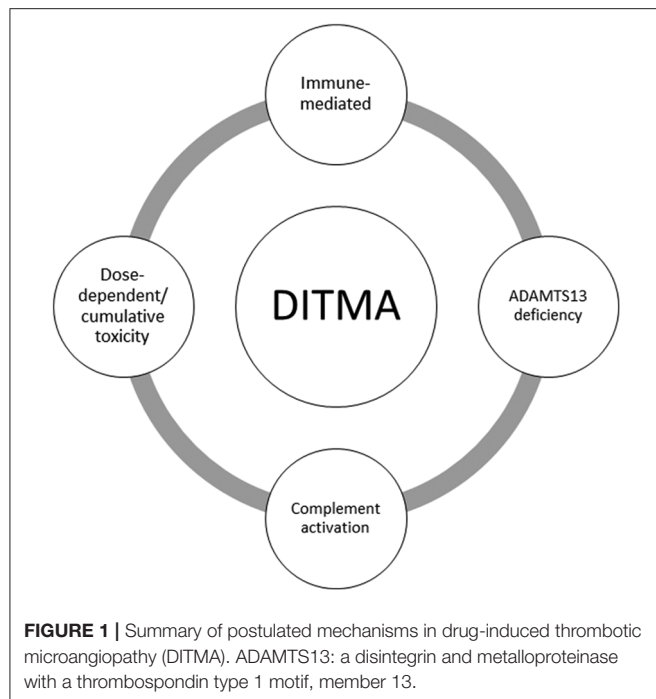 Immune-
mediated
Dose-
dependent/
cumulative
toxicity
DITMA
ADAMTS13
deficiency
Complement
activation
FIGURE 1 | Summary of postulated mechanisms in drug-induced thrombotic
microangiopathy (DITMA). ADAMTS13: a disintegrin and metalloproteinase
with a thrombospondin type 1 motif, member 13.